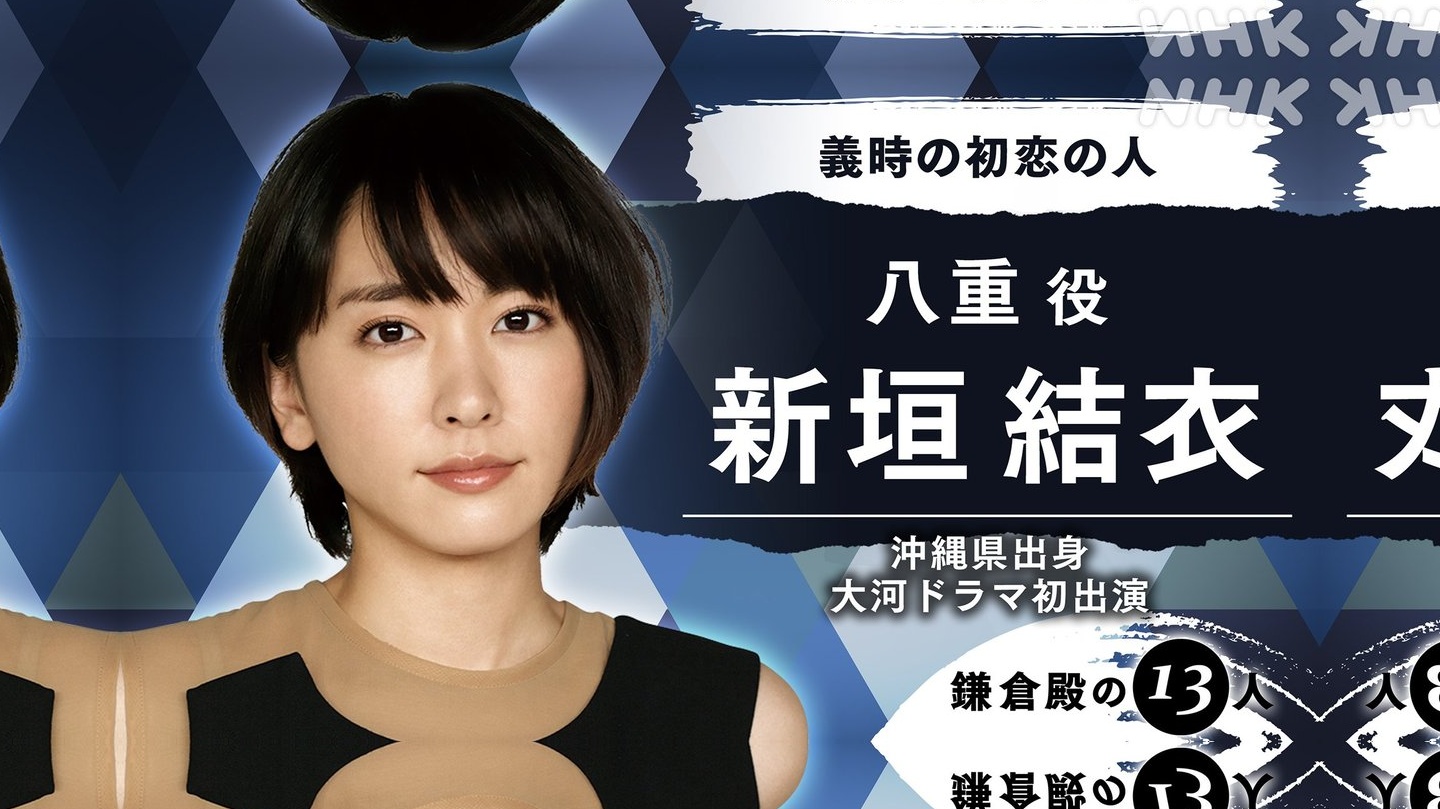 NHK
義時の初恋の人
八重 役
新垣 結衣
沖縄県出身
大河ドラマ初出演
鎌倉殿の13人